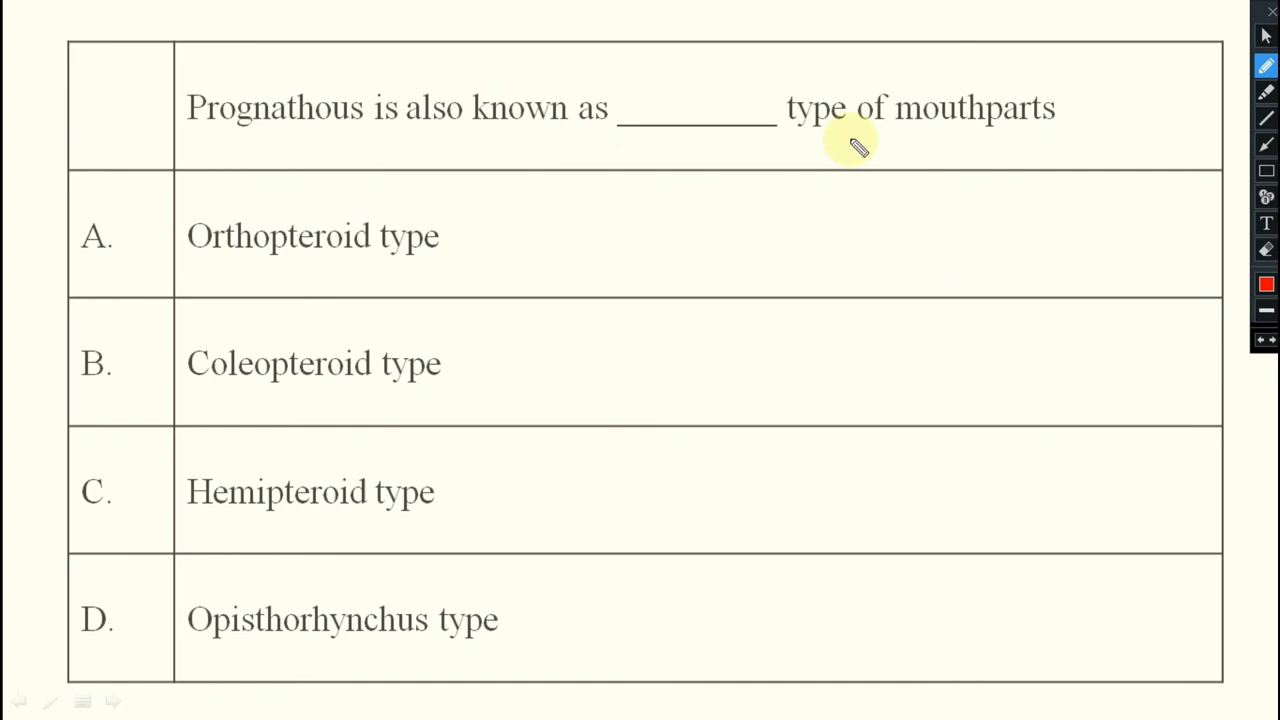 Prognathous is also known as __________ type of mouthparts
A. Orthopteroid type
B. Coleopteroid type
C. Hemipteroid type
D. Opisthorhynchus type
T